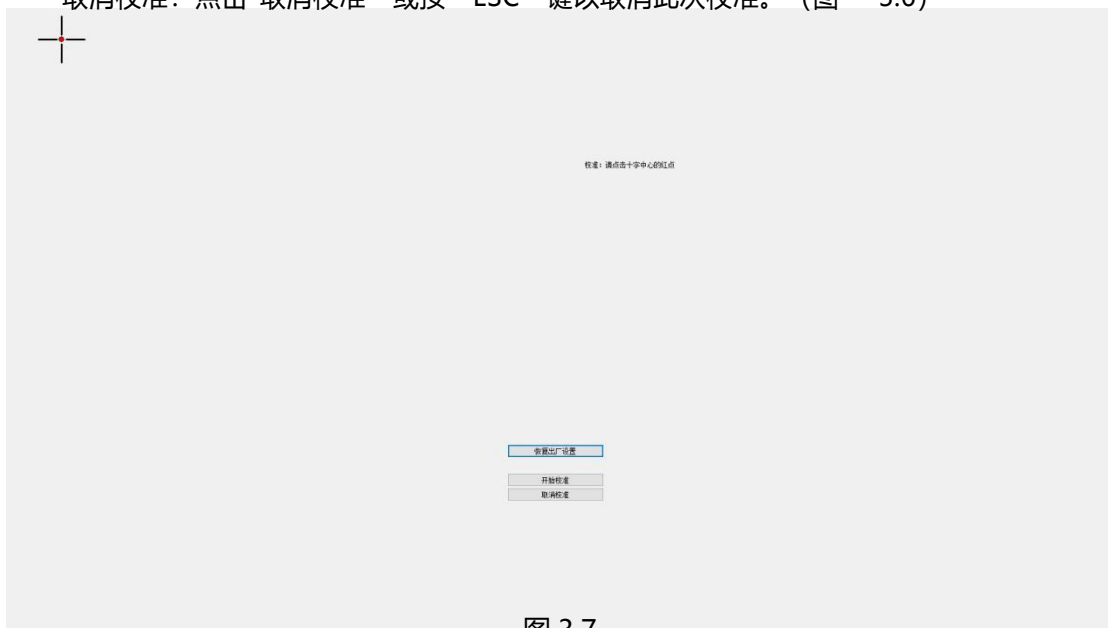 取消校准：点击"取消校准" 或按 "ESC" 键以取消此次校准。（图 3.6）
校准：请点击十字中心的红点
恢复出厂设置
开始校准
取消校准
图 3.7